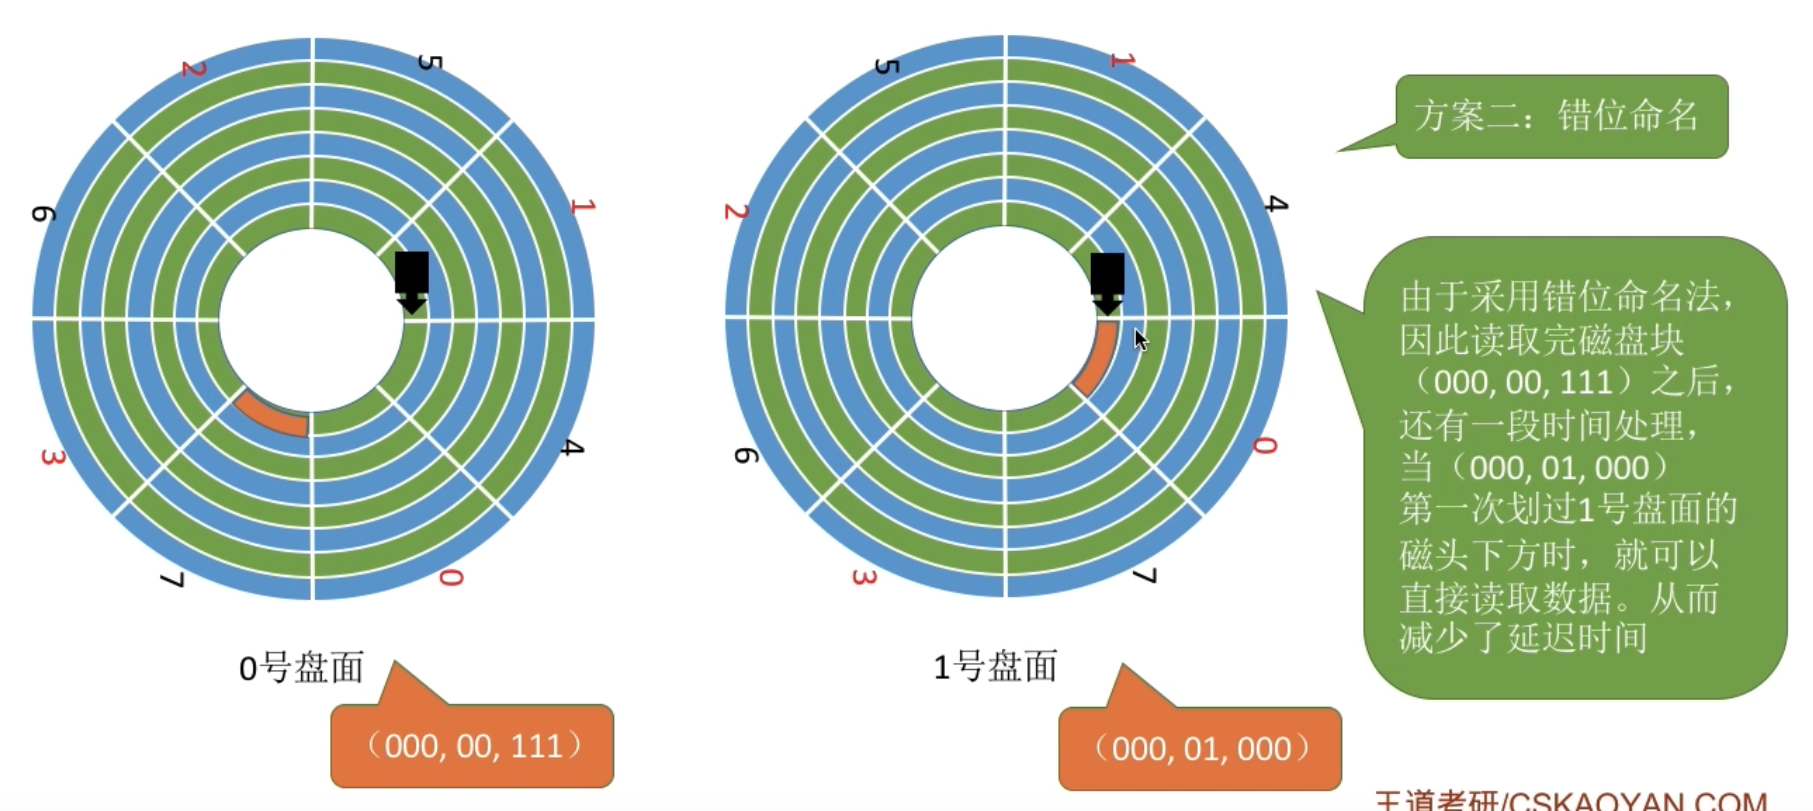 2
5
1
6
3
4
7
0
0号盘面
（000, 00, 111）
5
1
2
4
6
0
3
7
1号盘面
（000, 01, 000）
方案二：错位命名
由于采用错位命名法，
因此读取完磁盘块
（000, 00, 111）之后，
还有一段时间处理，
当（000, 01, 000）
第一次划过1号盘面的
磁头下方时，就可以
直接读取数据。从而
减少了延迟时间
王道考研/CSKAOYAN.COM